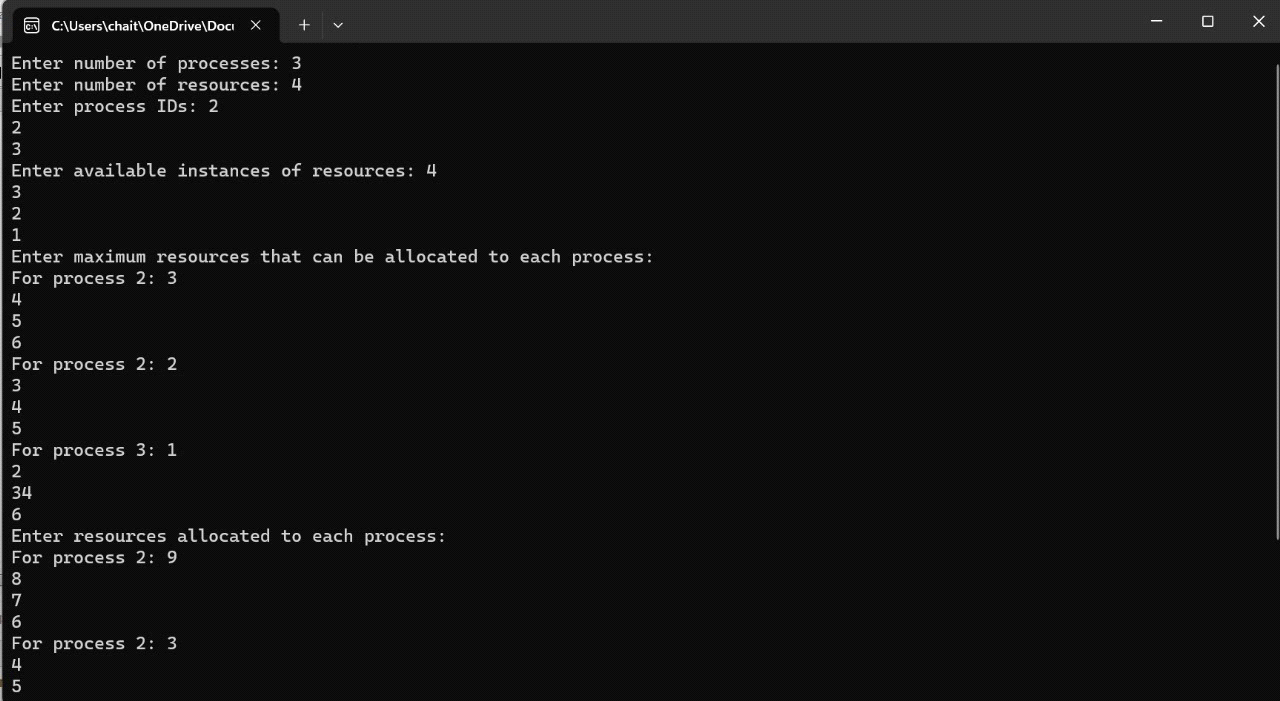 C:\Users\chait\OneDrive\Docu
Enter number of processes: 3
Enter number of resources: 4
Enter process IDs: 2
2
3
Enter available instances of resources: 4
3
2
1
Enter maximum resources that can be allocated to each process:
For process 2: 3
4
5
6
For process 2: 2
3
4
5
For process 3: 1
2
34
6
Enter resources allocated to each process:
For process 2: 9
8
7
6
For process 2: 3
4
5